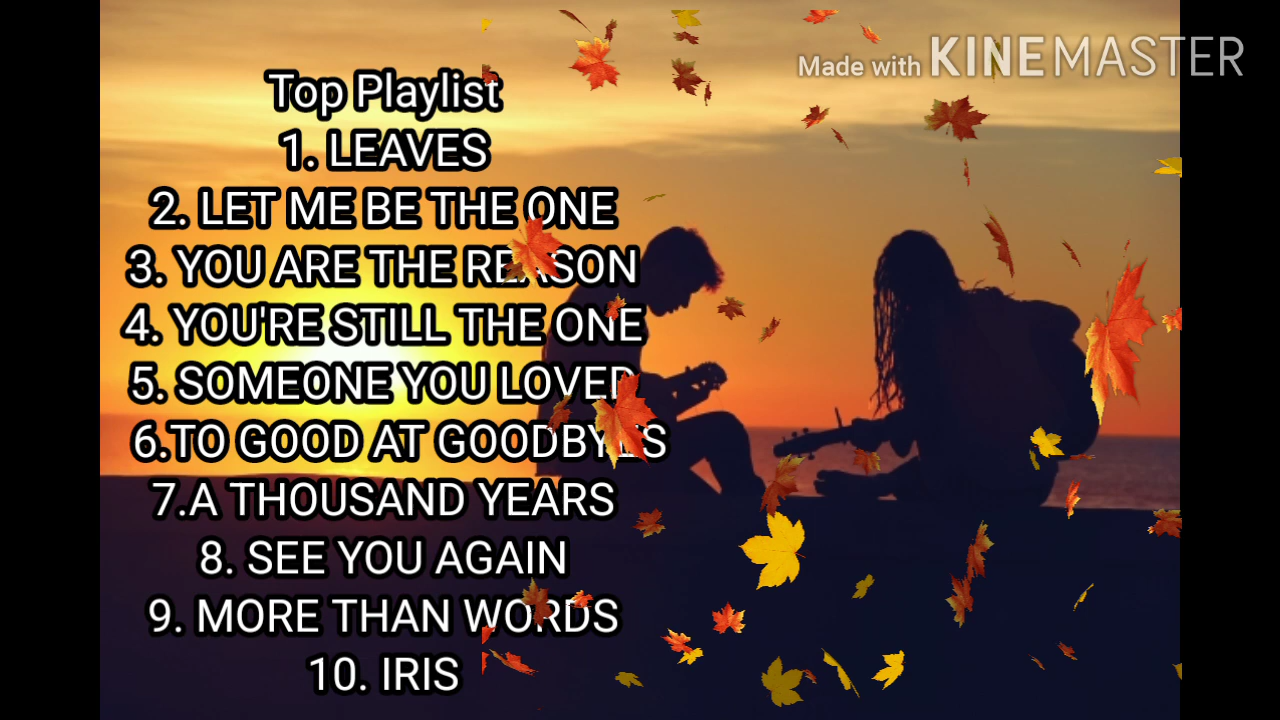 Made with KINEMASTER
Top Playlist
1. LEAVES
2. LET ME BE THE ONE
3. YOU ARE THE REASON
4. YOU'RE STILL THE ONE
5. SOMEONE YOU LOVED
6.TO GOOD AT GOODBYES
7.A THOUSAND YEARS
8. SEE YOU AGAIN
9. MORE THAN WORDS
10. IRIS